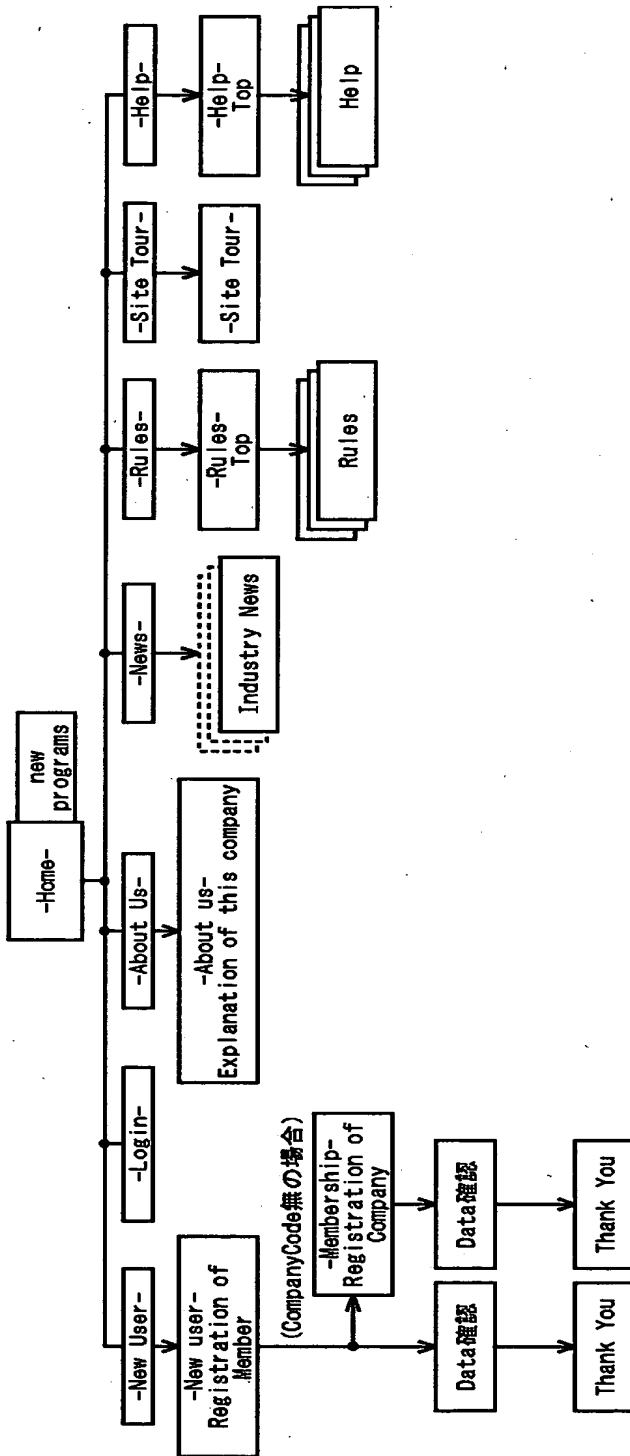 -Home-
new
programs
-New User-
-Login-
-About Us-
-News-
-Rules-
-Site Tour-
-Help-
-New user-
Registration of
Member
-About us-
Explanation of this company
Industry News
-Rules-
Top
-Site Tour-
-Help-
Top
Rules
Help
(CompanyCode無の場合)
-Membership-
Registration of
Company
Data確認
Data確認
Thank You
Thank You